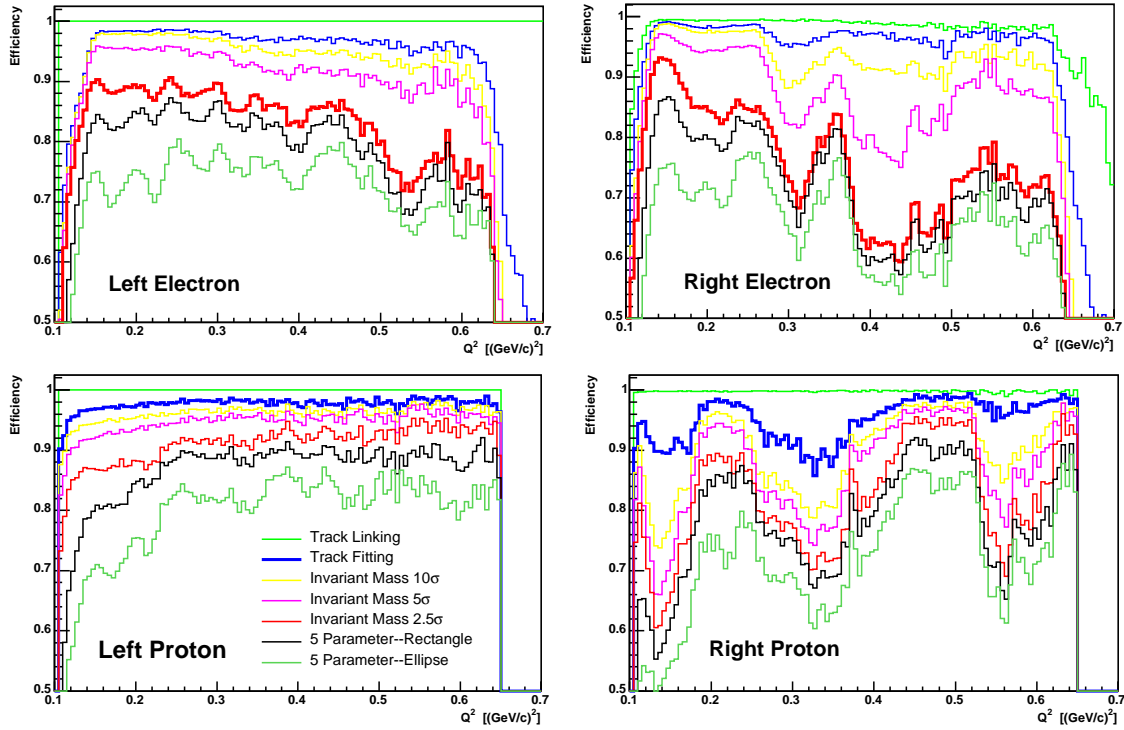 Efficiency
1
0.9
0.8
0.7
0.6
0.5
Left Electron
0.1 0.2 0.3 0.4 0.5 0.6 0.7
Q² [(GeV/c)²]
Efficiency
1
0.9
0.8
0.7
0.6
0.5
Right Electron
0.1 0.2 0.3 0.4 0.5 0.6 0.7
Q² [(GeV/c)²]
Efficiency
1
0.9
0.8
0.7
0.6
0.5
Track Linking
Track Fitting
Invariant Mass 10σ
Invariant Mass 5σ
Invariant Mass 2.5σ
5 Parameter--Rectangle
5 Parameter--Ellipse
Left Proton
0.1 0.2 0.3 0.4 0.5 0.6 0.7
Q² [(GeV/c)²]
Efficiency
1
0.9
0.8
0.7
0.6
0.5
Right Proton
0.1 0.2 0.3 0.4 0.5 0.6 0.7
Q² [(GeV/c)²]